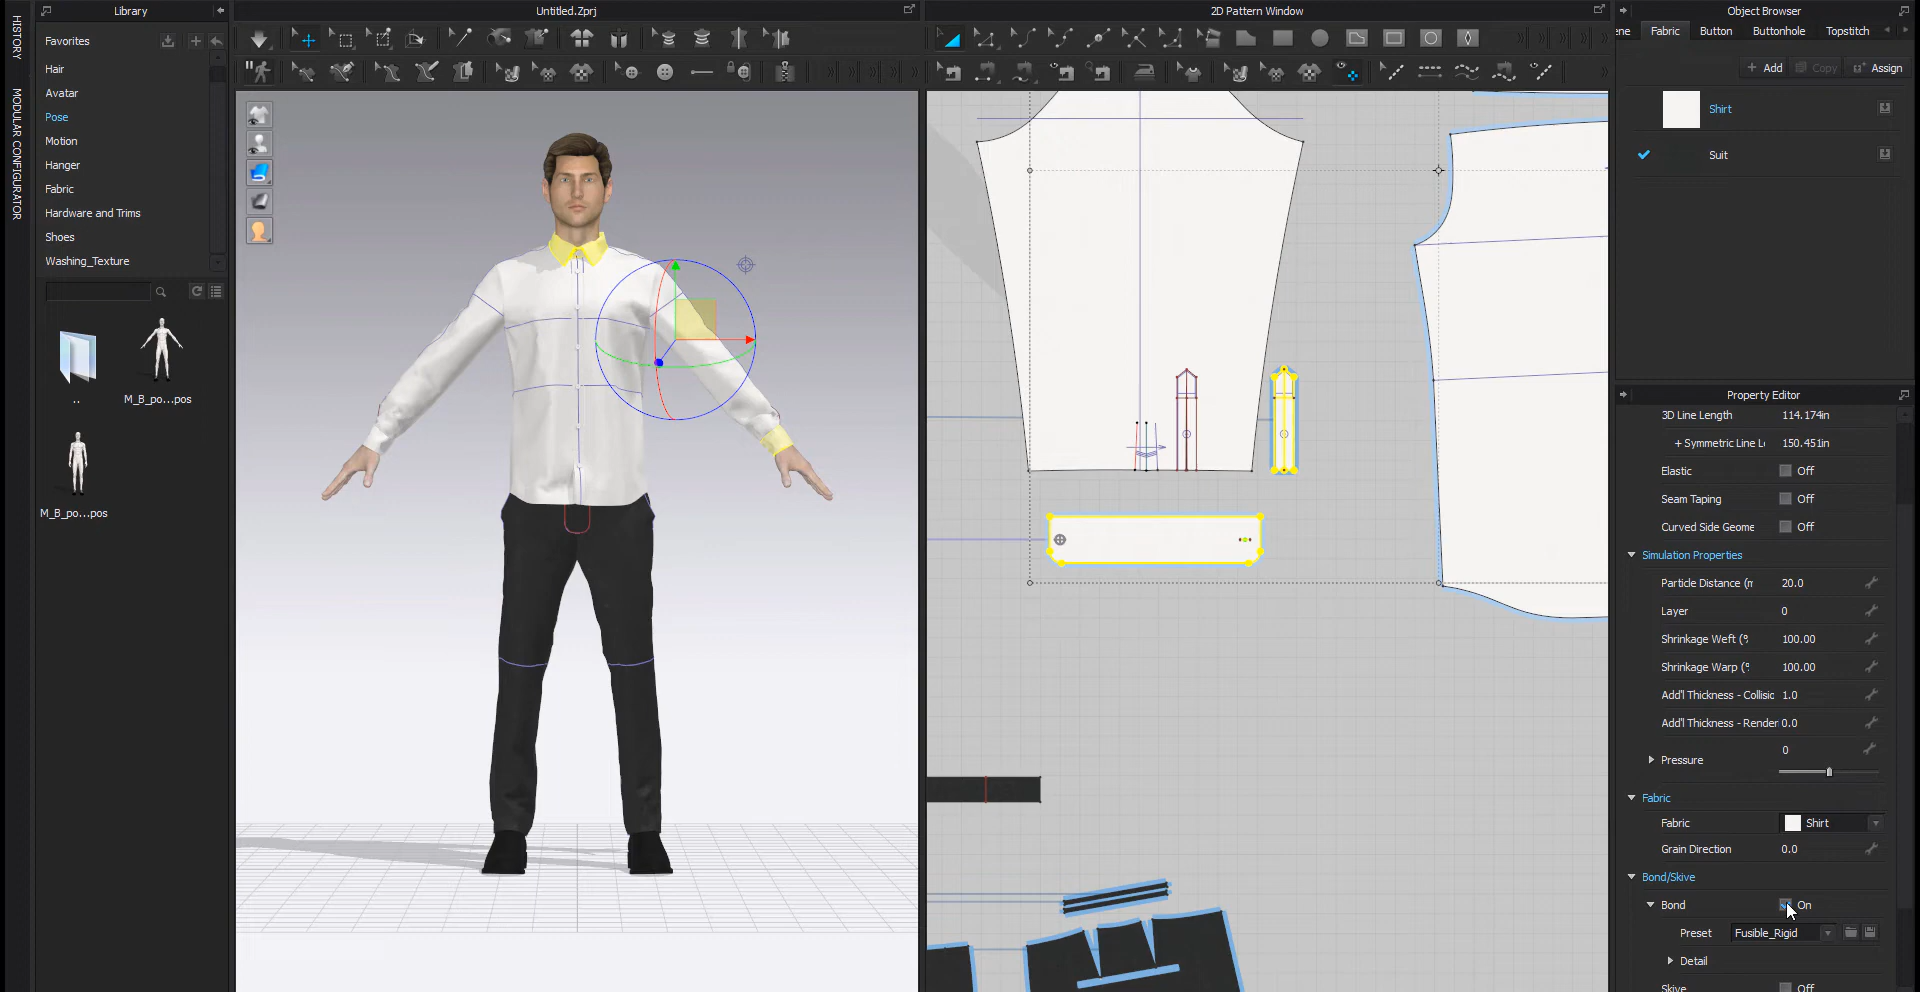 HISTORY
MODULAR CONFIGURATOR
Library
Favorites
Hair
Avatar
Pose
Motion
Hanger
Fabric
Hardware and Trims
Shoes
Washing_Texture
..
M_B_po...pos
M_B_po...pos
Untitled.Zprj
2D Pattern Window
Object Browser
ene Fabric Button Buttonhole Topstitch
+ Add Copy Assign
Shirt
Suit
Property Editor
3D Line Length 114.174in
+ Symmetric Line L 150.451in
Elastic Off
Seam Taping Off
Curved Side Geome Off
Simulation Properties
Particle Distance (m 20.0
Layer 0
Shrinkage Weft (% 100.00
Shrinkage Warp (% 100.00
Add'l Thickness - Collisic 1.0
Add'l Thickness - Render 0.0
Pressure 0
Fabric
Fabric Shirt
Grain Direction 0.0
Bond/Skive
Bond On
Preset Fusible_Rigid
Detail
Skive Off